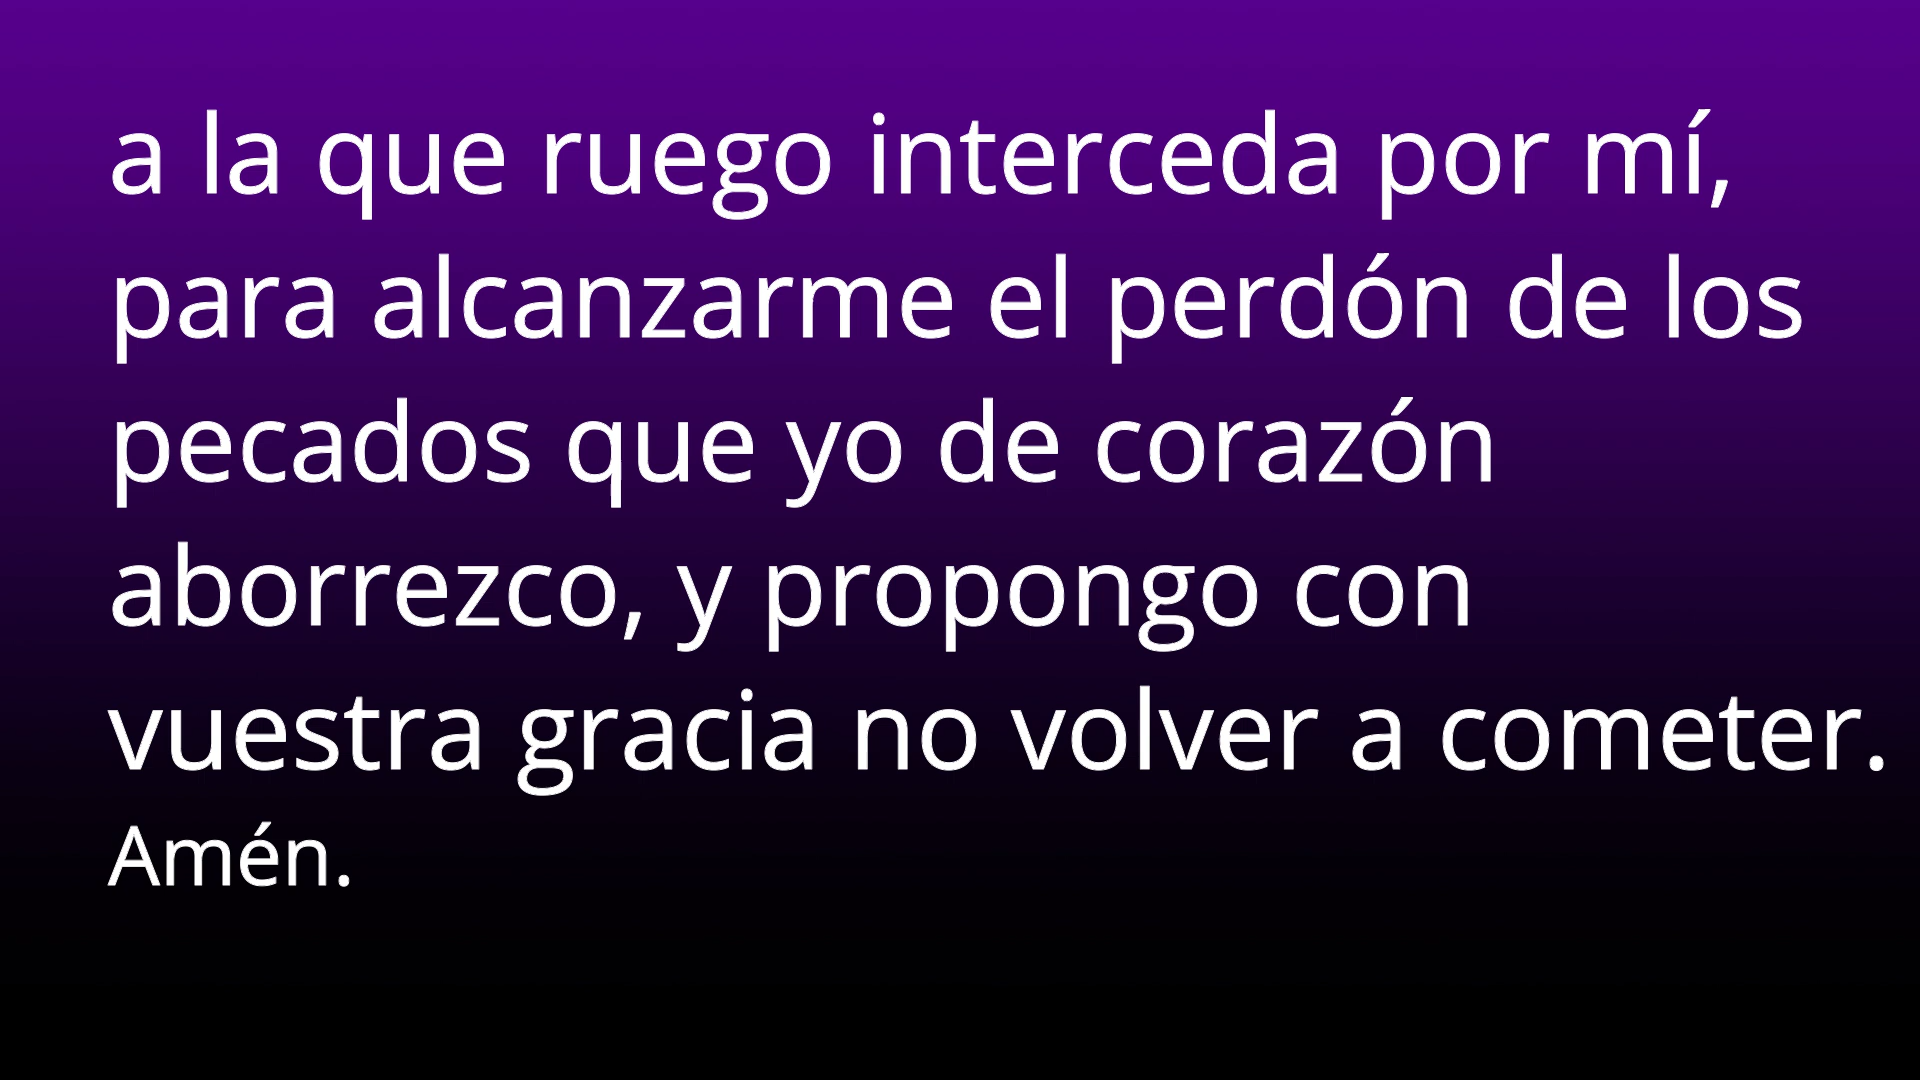 a la que ruego interceda por mí,
para alcanzarme el perdón de los
pecados que yo de corazón
aborrezco, y propongo con
vuestra gracia no volver a cometer.
Amén.